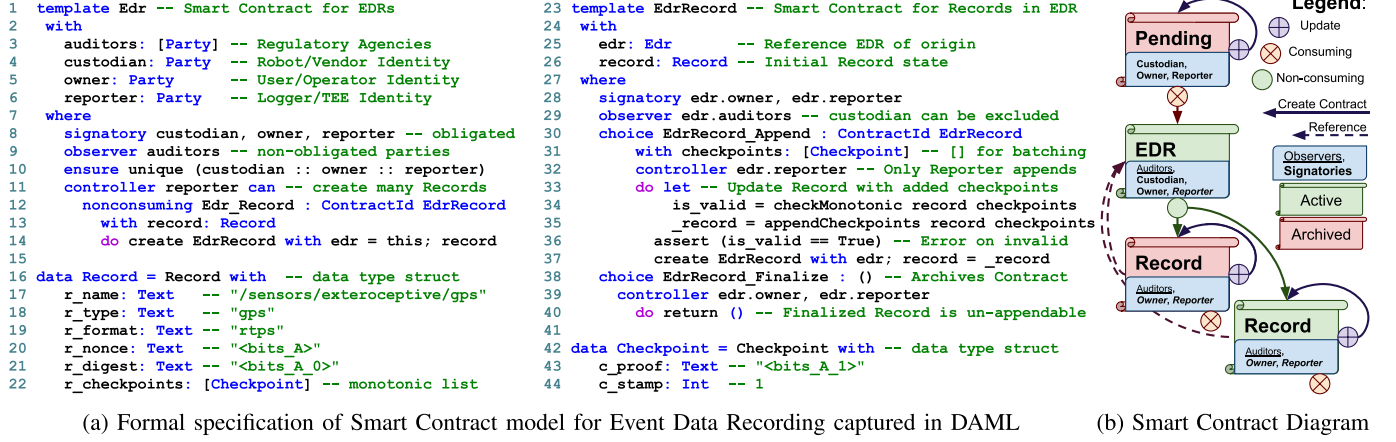 1 template Edr -- Smart Contract for EDRs
2 with
3 auditors: [Party] -- Regulatory Agencies
4 custodian: Party -- Robot/Vendor Identity
5 owner: Party -- User/Operator Identity
6 reporter: Party -- Logger/TEE Identity
7 where
8 signatory custodian, owner, reporter -- obligated
9 observer auditors -- non-obligated parties
10 ensure unique (custodian :: owner :: reporter)
11 controller reporter can -- create many Records
12 nonconsuming Edr_Record : ContractId EdrRecord
13 with record: Record
14 do create EdrRecord with edr = this; record
15
16 data Record = Record with -- data type struct
17 r_name: Text -- "/sensors/exteroceptive/gps"
18 r_type: Text -- "gps"
19 r_format: Text -- "rtps"
20 r_nonce: Text -- "<bits_A>"
21 r_digest: Text -- "<bits_A_0>"
22 r_checkpoints: [Checkpoint] -- monotonic list
23 template EdrRecord -- Smart Contract for Records in EDR
24 with
25 edr: Edr -- Reference EDR of origin
26 record: Record -- Initial Record state
27 where
28 signatory edr.owner, edr.reporter
29 observer edr.auditors -- custodian can be excluded
30 choice EdrRecord_Append : ContractId EdrRecord
31 with checkpoints: [Checkpoint] -- [] for batching
32 controller edr.reporter -- Only Reporter appends
33 do let -- Update Record with added checkpoints
34 is_valid = checkMonotonic record checkpoints
35 _record = appendCheckpoints record checkpoints
36 assert (is_valid == True) -- Error on invalid
37 create EdrRecord with edr; record = _record
38 choice EdrRecord_Finalize : () -- Archives Contract
39 controller edr.owner, edr.reporter
40 do return () -- Finalized Record is un-appendable
41
42 data Checkpoint = Checkpoint with -- data type struct
43 c_proof: Text -- "<bits_A_1>"
44 c_stamp: Int -- 1
Pending
Custodian,
Owner, Reporter
EDR
Auditors,
Custodian,
Owner, Reporter
Record
Auditors,
Owner, Reporter
Record
Auditors,
Owner, Reporter
Legend:
Update
Consuming
Non-consuming
Create Contract
Reference
Observers,
Signatories
Active
Archived
(a) Formal specification of Smart Contract model for Event Data Recording captured in DAML
(b) Smart Contract Diagram